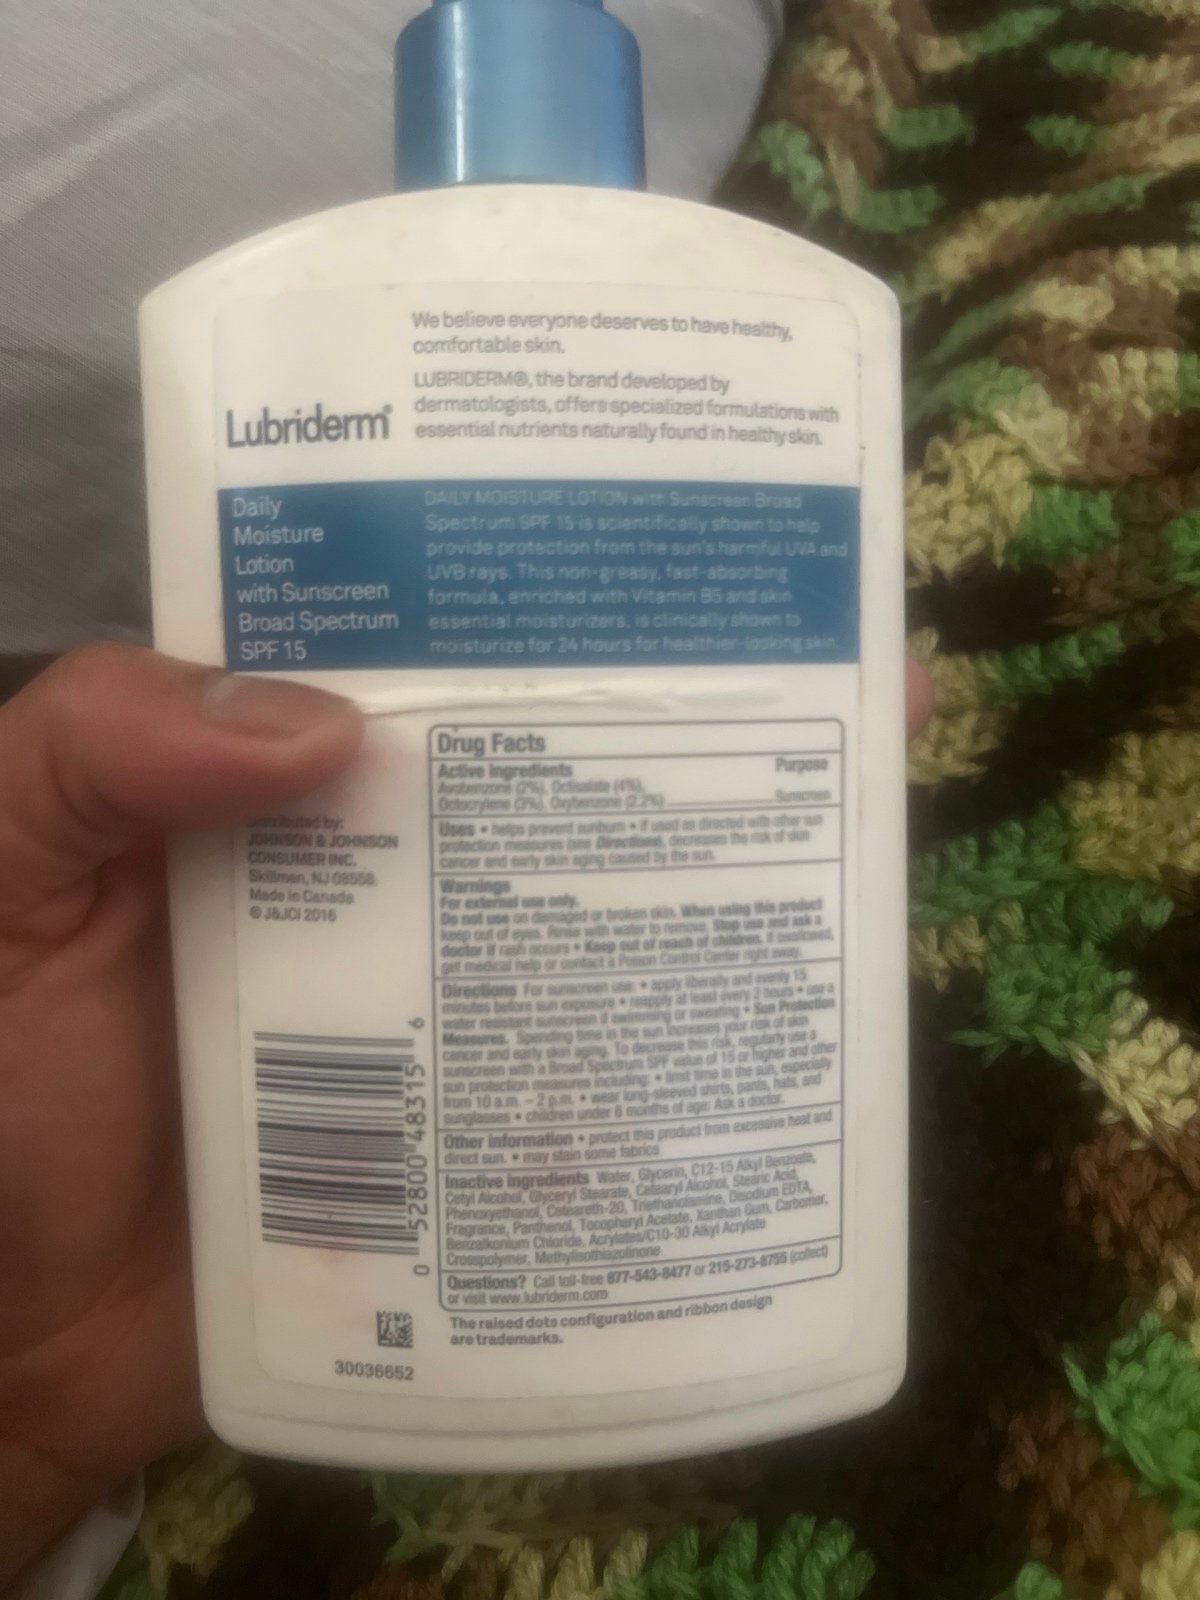 We believe everyone deserves to have healthy,
comfortable skin.
LUBRIDERM®, the brand developed by
dermatologists, offers specialized formulations with
essential nutrients naturally found in healthy skin.
Lubriderm®
Daily
Moisture
Lotion
with Sunscreen
Broad Spectrum
SPF 15
DAILY MOISTURE LOTION with Sunscreen Broad
Spectrum SPF 15 is scientifically shown to help
provide protection from the sun's harmful UVA and
UVB rays. This non-greasy, fast-absorbing
formula, enriched with Vitamin B5 and skin
essential moisturizers, is clinically shown to
moisturize for 24 hours for healthier-looking skin.
Distributed by:
JOHNSON & JOHNSON
CONSUMER INC.
Skillman, NJ 08558
Made in Canada
© J&JCI 2016
0 52800 48315 6
30036652
Drug Facts
Active ingredients Purpose
Avobenzone (2%), Octisalate (4%),
Octocrylene (3%), Oxybenzone (2.2%) Sunscreen
Uses • helps prevent sunburn • if used as directed with other sun
protection measures (see Directions), decreases the risk of skin
cancer and early skin aging caused by the sun.
Warnings
For external use only.
Do not use on damaged or broken skin. When using this product
keep out of eyes. Rinse with water to remove. Stop use and ask a
doctor if rash occurs • Keep out of reach of children. If swallowed,
get medical help or contact a Poison Control Center right away.
Directions For sunscreen use: • apply liberally and evenly 15
minutes before sun exposure • reapply at least every 2 hours • use a
water resistant sunscreen if swimming or sweating • Sun Protection
Measures. Spending time in the sun increases your risk of skin
cancer and early skin aging. To decrease this risk, regularly use a
sunscreen with a Broad Spectrum SPF value of 15 or higher and other
sun protection measures including: • limit time in the sun, especially
from 10 a.m. – 2 p.m. • wear long-sleeved shirts, pants, hats, and
sunglasses • children under 6 months of age: Ask a doctor.
Other information • protect this product from excessive heat and
direct sun. • may stain some fabrics
Inactive ingredients Water, Glycerin, C12-15 Alkyl Benzoate,
Cetyl Alcohol, Glyceryl Stearate, Cetearyl Alcohol, Stearic Acid,
Phenoxyethanol, Ceteareth-20, Triethanolamine, Disodium EDTA,
Fragrance, Panthenol, Tocopheryl Acetate, Xanthan Gum, Carbomer,
Benzalkonium Chloride, Acrylates/C10-30 Alkyl Acrylate
Crosspolymer, Methylisothiazolinone
Questions? Call toll-free 877-543-8477 or 215-273-8755 (collect)
or visit www.lubriderm.com
The raised dots configuration and ribbon design
are trademarks.